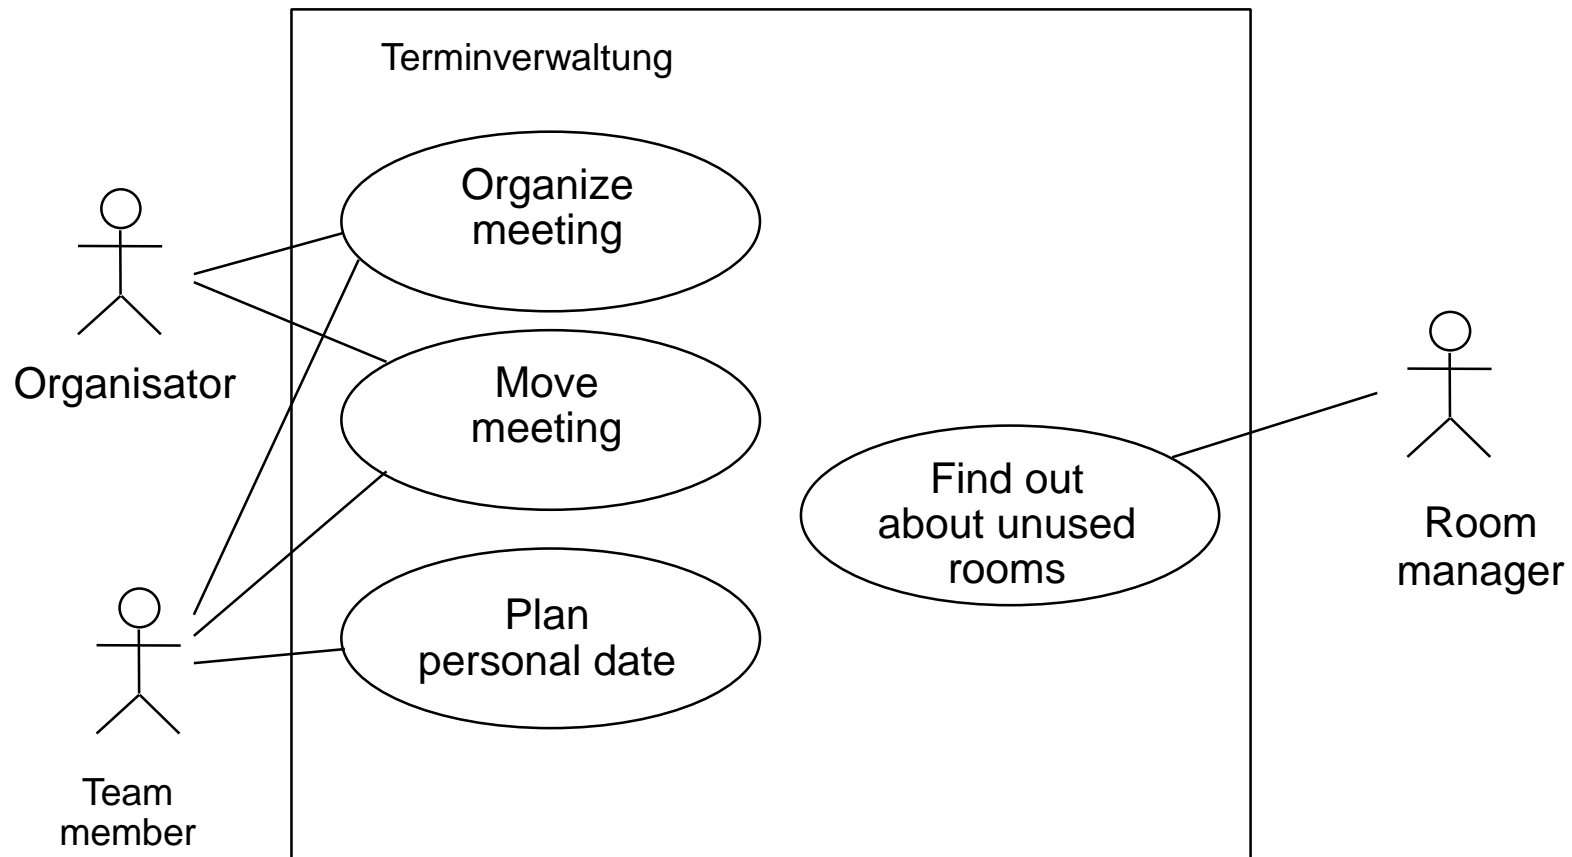 Terminverwaltung
Organize
meeting
Organisator
Move
meeting
Find out
about unused
rooms
Room
manager
Plan
personal date
Team
member